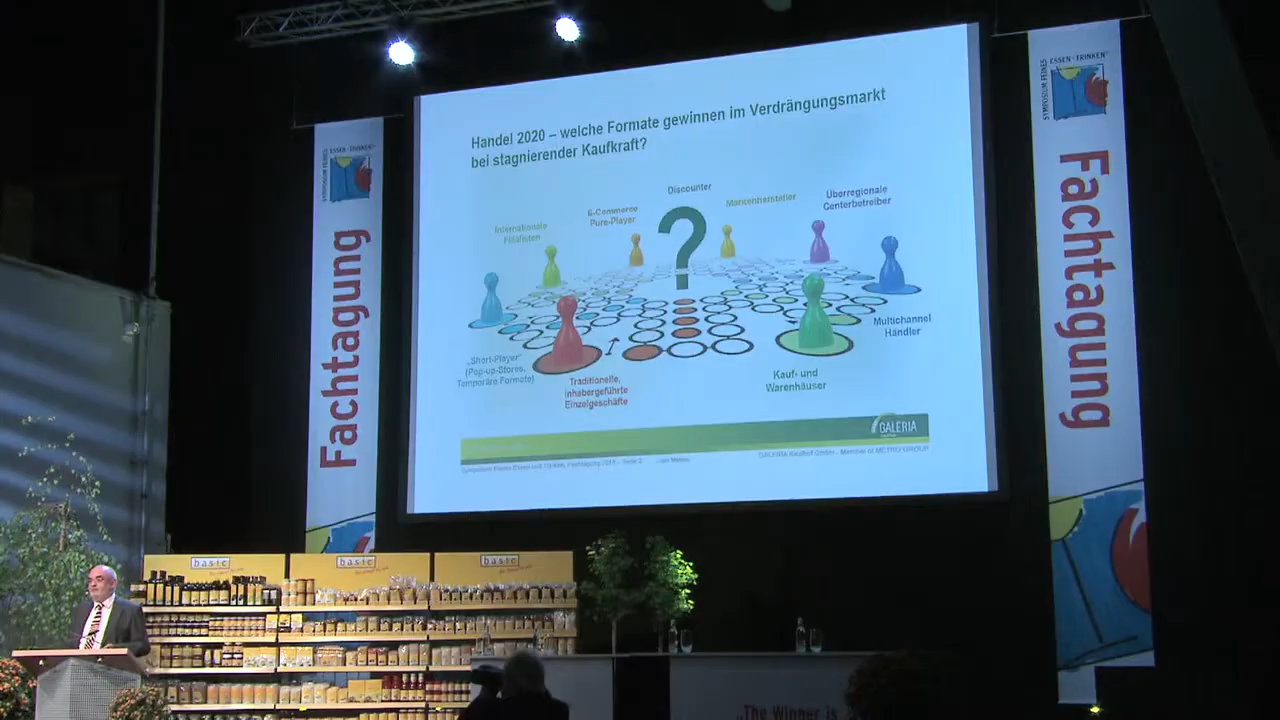 Handel 2020 – welche Formate gewinnen im Verdrängungsmarkt
bei stagnierender Kaufkraft?
Discounter
E-Commerce
Pure-Player
Markenhersteller
Überregionale
Centerbetreiber
Internationale
Filialisten
Multichannel
Händler
„Short-Player"
(Pop-up-Stores,
Temporäre Formate)
Traditionelle,
inhabergeführte
Einzelgeschäfte
Kauf- und
Warenhäuser
GALERIA
GALERIA Kaufhof GmbH - Member of METRO GROUP
SYMPOSIUM FEINES
ESSEN + TRINKEN
Fachtagung
SYMPOSIUM FEINES
ESSEN + TRINKEN
Fachtagung
basic
basic
basic
„The Winner is